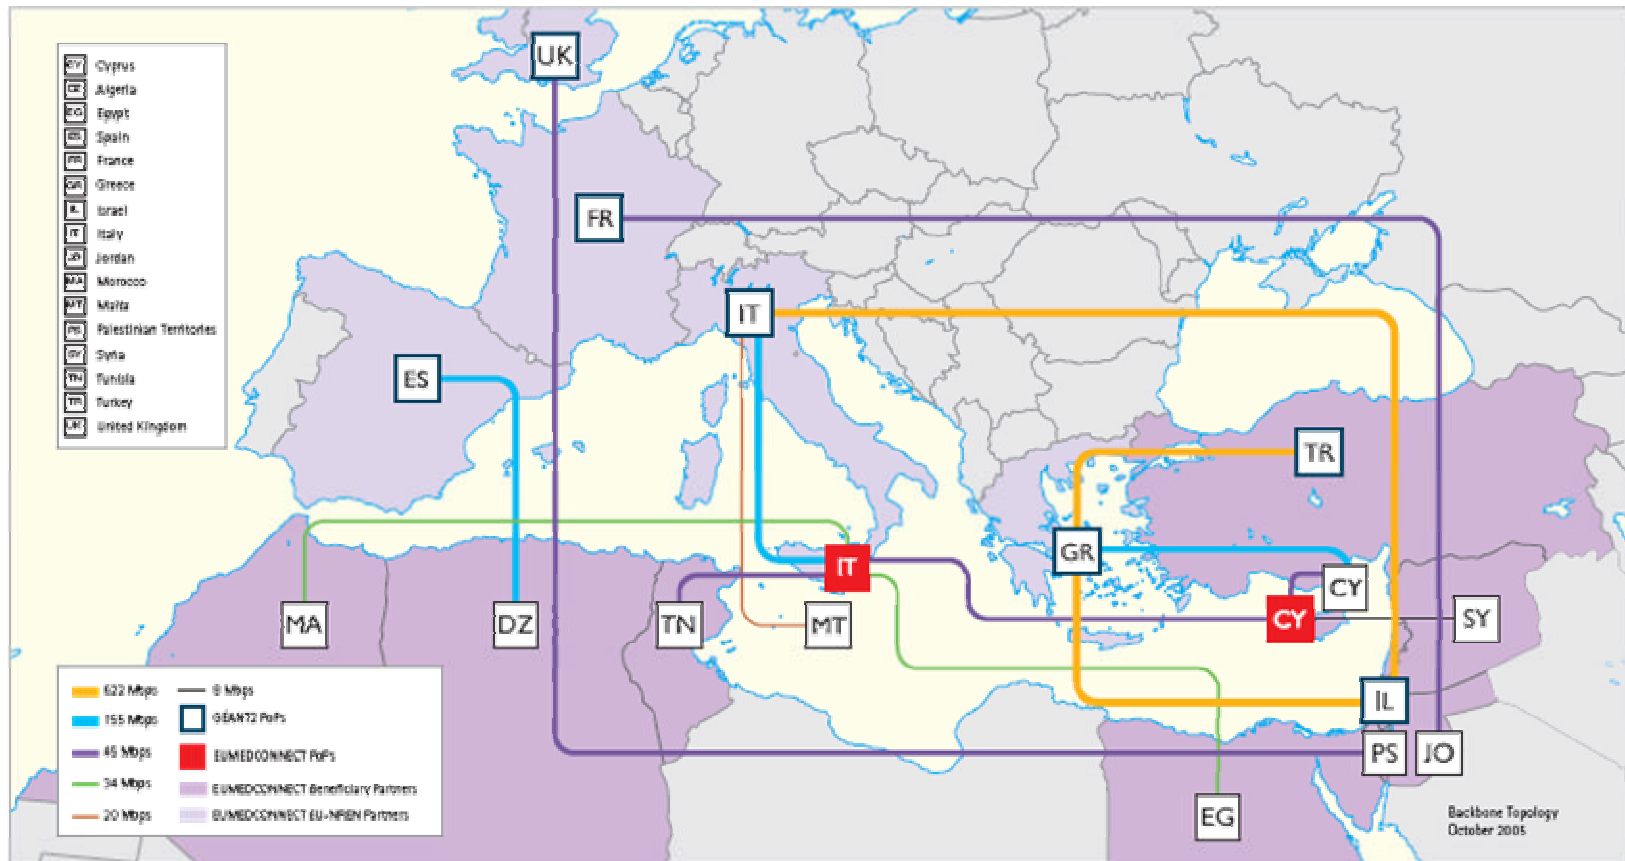 CY Cyprus
DZ Algeria
EG Egypt
ES Spain
FR France
GR Greece
IL Israel
IT Italy
JO Jordan
MA Morocco
MT Malta
PS Palestinian Territories
SY Syria
TN Tunisia
TR Turkey
UK United Kingdom
UK
FR
IT
ES
TR
GR
IT
CY
CY
SY
MA
DZ
TN
MT
IL
PS
JO
EG
622 Mbps
155 Mbps
45 Mbps
34 Mbps
20 Mbps
8 Mbps
GÉANT2 PoPs
EUMEDCONNECT PoPs
EUMEDCONNECT Beneficiary Partners
EUMEDCONNECT EU-NREN Partners
Backbone Topology
October 2005